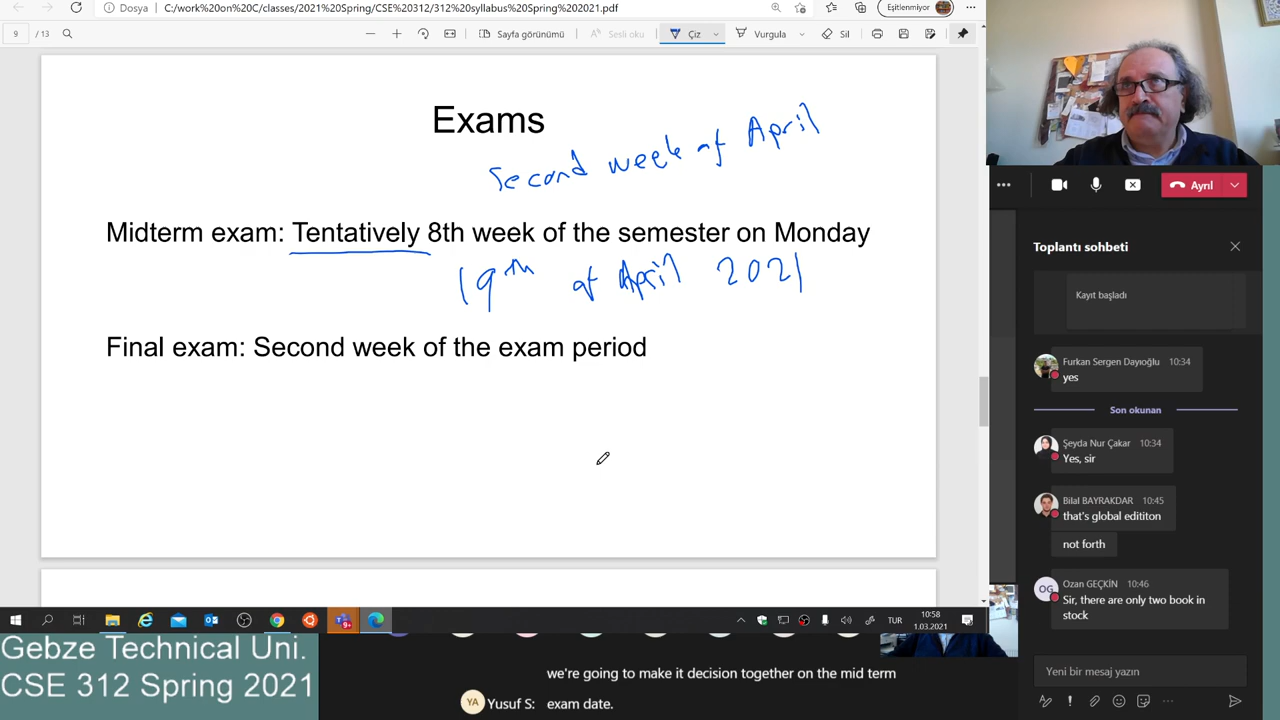 Dosya
C:/work%20on%20C/classes/2021%20Spring/CSE%20312/312%20syllabus%20Spring%202021.pdf
Eşitlenmiyor
9 / 13
Sayfa görünümü
Sesli oku
Çiz
Vurgula
Sil
Exams
Second week of April
Midterm exam: Tentatively 8th week of the semester on Monday
19th of April 2021
Final exam: Second week of the exam period
Ayrıl
Toplantı sohbeti
Kayıt başladı
Furkan Sergen Dayıoğlu 10:34
yes
Son okunan
Şeyda Nur Çakar 10:34
Yes, sir
Bilal BAYRAKDAR 10:45
that's global edititon
not forth
OG Ozan GEÇKİN 10:46
Sir, there are only two book in
stock
Yeni bir mesaj yazın
TUR
10:58
1.03.2021
Gebze Technical Uni.
CSE 312 Spring 2021
we're going to make it decision together on the mid term
YA Yusuf S: exam date.